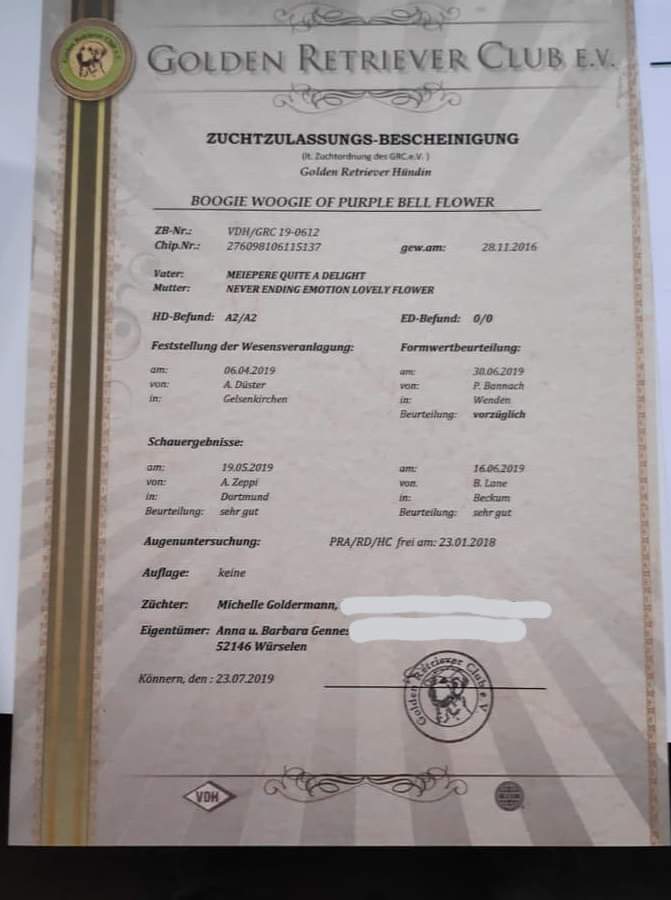 GOLDEN RETRIEVER CLUB E.V.
ZUCHTZULASSUNGS-BESCHEINIGUNG
(lt. Zuchtordnung des GRC.e.V. )
Golden Retriever Hündin
BOOGIE WOOGIE OF PURPLE BELL FLOWER
ZB-Nr.: VDH/GRC 19-0612
Chip.Nr.: 276098106115137 gew.am: 28.11.2016
Vater: MEIEPERE QUITE A DELIGHT
Mutter: NEVER ENDING EMOTION LOVELY FLOWER
HD-Befund: A2/A2 ED-Befund: 0/0
Feststellung der Wesensveranlagung: Formwertbeurteilung:
am: 06.04.2019 am: 30.06.2019
von: A. Düster von: P. Bannach
in: Gelsenkirchen in: Wenden
Beurteilung: vorzüglich
Schauergebnisse:
am: 19.05.2019 am: 16.06.2019
von: A. Zeppi von. B. Lane
in: Dortmund in: Beckum
Beurteilung: sehr gut Beurteilung: sehr gut
Augenuntersuchung: PRA/RD/HC frei am: 23.01.2018
Auflage: keine
Züchter: Michelle Goldermann,
Eigentümer: Anna u. Barbara Gennes
52146 Würselen
Könnern, den : 23.07.2019
Golden Retriever Club e.V
VDH